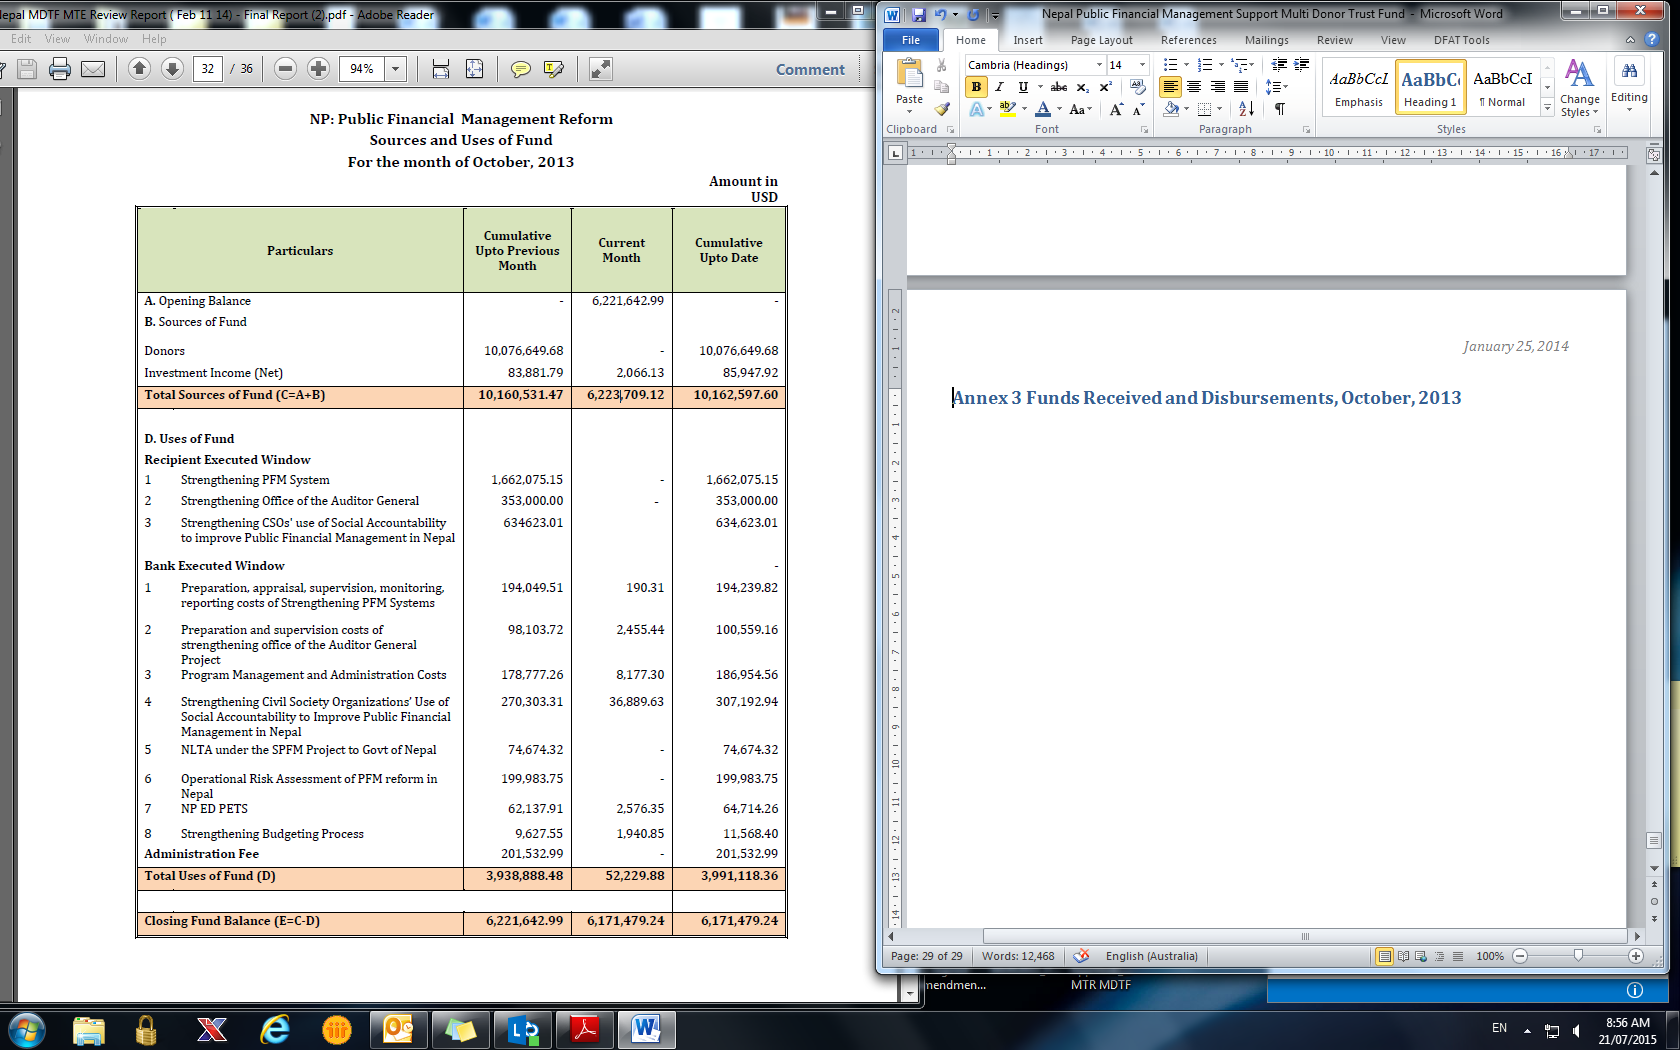 epal MDTF MTE Review Report ( Feb 11 14) - Final Report (2).pdf - Adobe Reader
Edit View Window Help
32 / 36 94% Comment
NP: Public Financial Management Reform
Sources and Uses of Fund
For the month of October, 2013
Amount in
USD
Particulars Cumulative Upto Previous Month Current Month Cumulative Upto Date
A. Opening Balance - 6,221,642.99 -
B. Sources of Fund
Donors 10,076,649.68 - 10,076,649.68
Investment Income (Net) 83,881.79 2,066.13 85,947.92
Total Sources of Fund (C=A+B) 10,160,531.47 6,223,709.12 10,162,597.60
D. Uses of Fund
Recipient Executed Window
1 Strengthening PFM System 1,662,075.15 - 1,662,075.15
2 Strengthening Office of the Auditor General 353,000.00 - 353,000.00
3 Strengthening CSOs' use of Social Accountability 634623.01 634,623.01
to improve Public Financial Management in Nepal
Bank Executed Window -
1 Preparation, appraisal, supervision, monitoring, 194,049.51 190.31 194,239.82
reporting costs of Strengthening PFM Systems
2 Preparation and supervision costs of 98,103.72 2,455.44 100,559.16
strengthening office of the Auditor General
Project
3 Program Management and Administration Costs 178,777.26 8,177.30 186,954.56
4 Strengthening Civil Society Organizations' Use of 270,303.31 36,889.63 307,192.94
Social Accountability to Improve Public Financial
Management in Nepal
5 NLTA under the SPFM Project to Govt of Nepal 74,674.32 - 74,674.32
6 Operational Risk Assessment of PFM reform in 199,983.75 - 199,983.75
Nepal
7 NP ED PETS 62,137.91 2,576.35 64,714.26
8 Strengthening Budgeting Process 9,627.55 1,940.85 11,568.40
Administration Fee 201,532.99 - 201,532.99
Total Uses of Fund (D) 3,938,888.48 52,229.88 3,991,118.36
Closing Fund Balance (E=C-D) 6,221,642.99 6,171,479.24 6,171,479.24
Nepal Public Financial Management Support Multi Donor Trust Fund - Microsoft Word
File Home Insert Page Layout References Mailings Review View DFAT Tools
Cambria (Headings) 14
Paste
AaBbCcI AaBbC AaBbCcI
Emphasis Heading 1 ¶ Normal
Change Styles
Editing
Clipboard Font Paragraph Styles
1 1 2 3 4 5 6 7 8 9 10 11 12 13 14 15 16 17
January 25, 2014
Annex 3 Funds Received and Disbursements, October, 2013
Page: 29 of 29 Words: 12,468 English (Australia) 100%
mendmen... MTR MDTF
EN 8:56 AM
21/07/2015